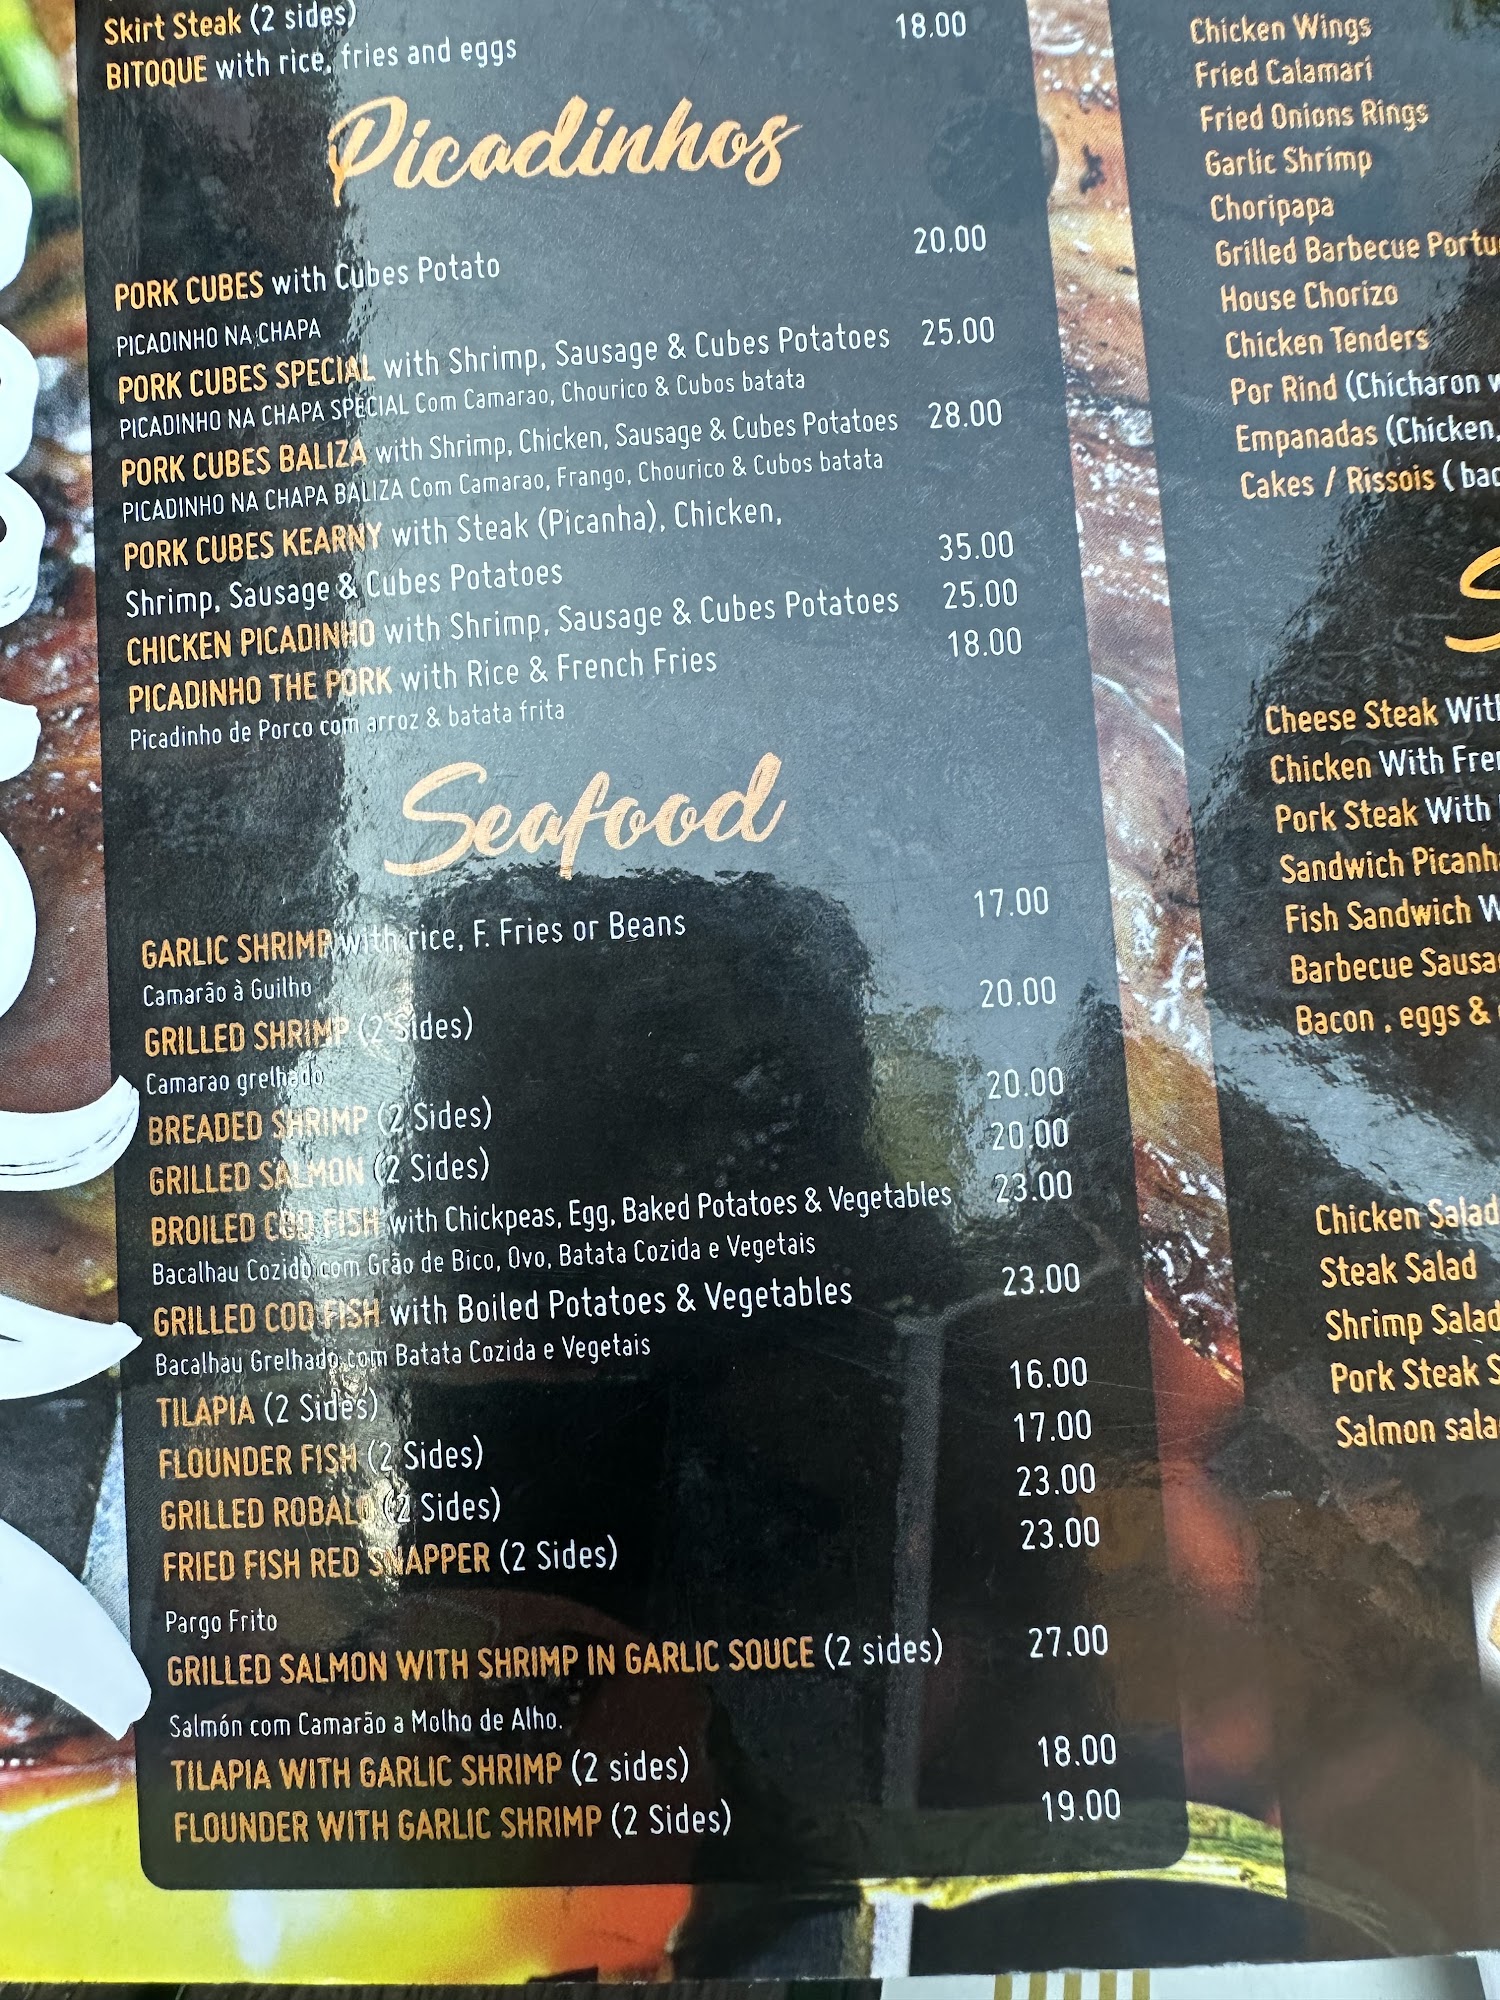 Skirt Steak (2 sides)
BITOQUE with rice, fries and eggs 18.00
Picadinhos
PORK CUBES with Cubes Potato 20.00
PICADINHO NA CHAPA
PORK CUBES SPECIAL with Shrimp, Sausage & Cubes Potatoes 25.00
PICADINHO NA CHAPA SPECIAL Com Camarao, Chourico & Cubos batata
PORK CUBES BALIZA with Shrimp, Chicken, Sausage & Cubes Potatoes 28.00
PICADINHO NA CHAPA BALIZA Com Camarao, Frango, Chourico & Cubos batata
PORK CUBES KEARNY with Steak (Picanha), Chicken,
Shrimp, Sausage & Cubes Potatoes 35.00
CHICKEN PICADINHO with Shrimp, Sausage & Cubes Potatoes 25.00
PICADINHO THE PORK with Rice & French Fries 18.00
Picadinho de Porco com arroz & batata frita
Seafood
GARLIC SHRIMP with rice, F. Fries or Beans 17.00
Camarão à Guilho
GRILLED SHRIMP (2 Sides) 20.00
Camarao grelhado
BREADED SHRIMP (2 Sides) 20.00
GRILLED SALMON (2 Sides) 20.00
BROILED COD FISH with Chickpeas, Egg, Baked Potatoes & Vegetables 23.00
Bacalhau Cozido com Grão de Bico, Ovo, Batata Cozida e Vegetais
GRILLED COD FISH with Boiled Potatoes & Vegetables 23.00
Bacalhau Grelhado com Batata Cozida e Vegetais
TILAPIA (2 Sides) 16.00
FLOUNDER FISH (2 Sides) 17.00
GRILLED ROBALO (2 Sides) 23.00
FRIED FISH RED SNAPPER (2 Sides) 23.00
Pargo Frito
GRILLED SALMON WITH SHRIMP IN GARLIC SOUCE (2 sides) 27.00
Salmón com Camarão a Molho de Alho.
TILAPIA WITH GARLIC SHRIMP (2 sides) 18.00
FLOUNDER WITH GARLIC SHRIMP (2 Sides) 19.00
Chicken Wings
Fried Calamari
Fried Onions Rings
Garlic Shrimp
Choripapa
Grilled Barbecue Portu
House Chorizo
Chicken Tenders
Por Rind (Chicharon
Empanadas (Chicken,
Cakes / Rissois ( bac
S
Cheese Steak With
Chicken With Fren
Pork Steak With
Sandwich Picanh
Fish Sandwich W
Barbecue Sausa
Bacon , eggs &
Chicken Salad
Steak Salad
Shrimp Salad
Pork Steak S
Salmon sala